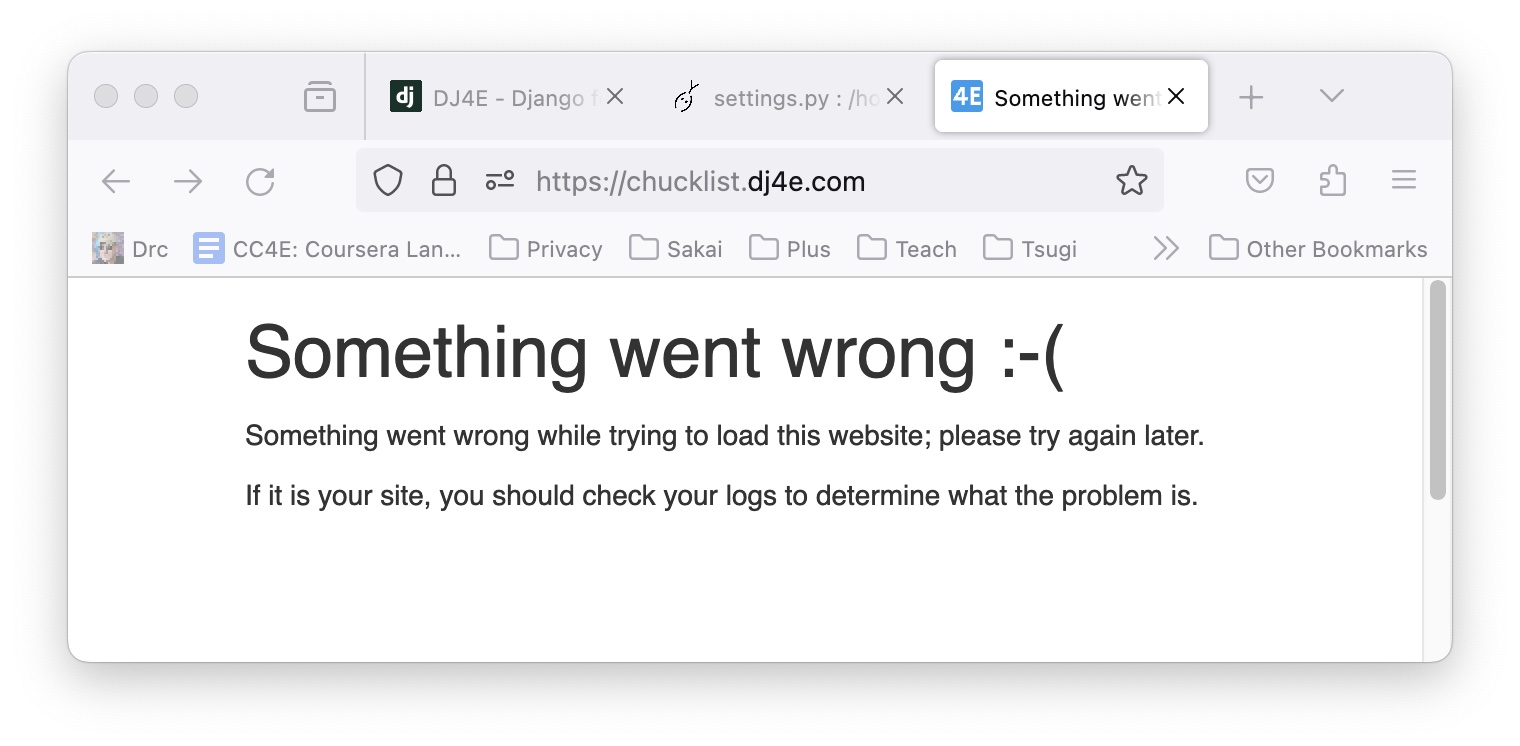 dj DJ4E - Django f settings.py : /ho 4E Something went
https://chucklist.dj4e.com
Drc CC4E: Coursera Lan... Privacy Sakai Plus Teach Tsugi Other Bookmarks
Something went wrong :-(
Something went wrong while trying to load this website; please try again later.
If it is your site, you should check your logs to determine what the problem is.